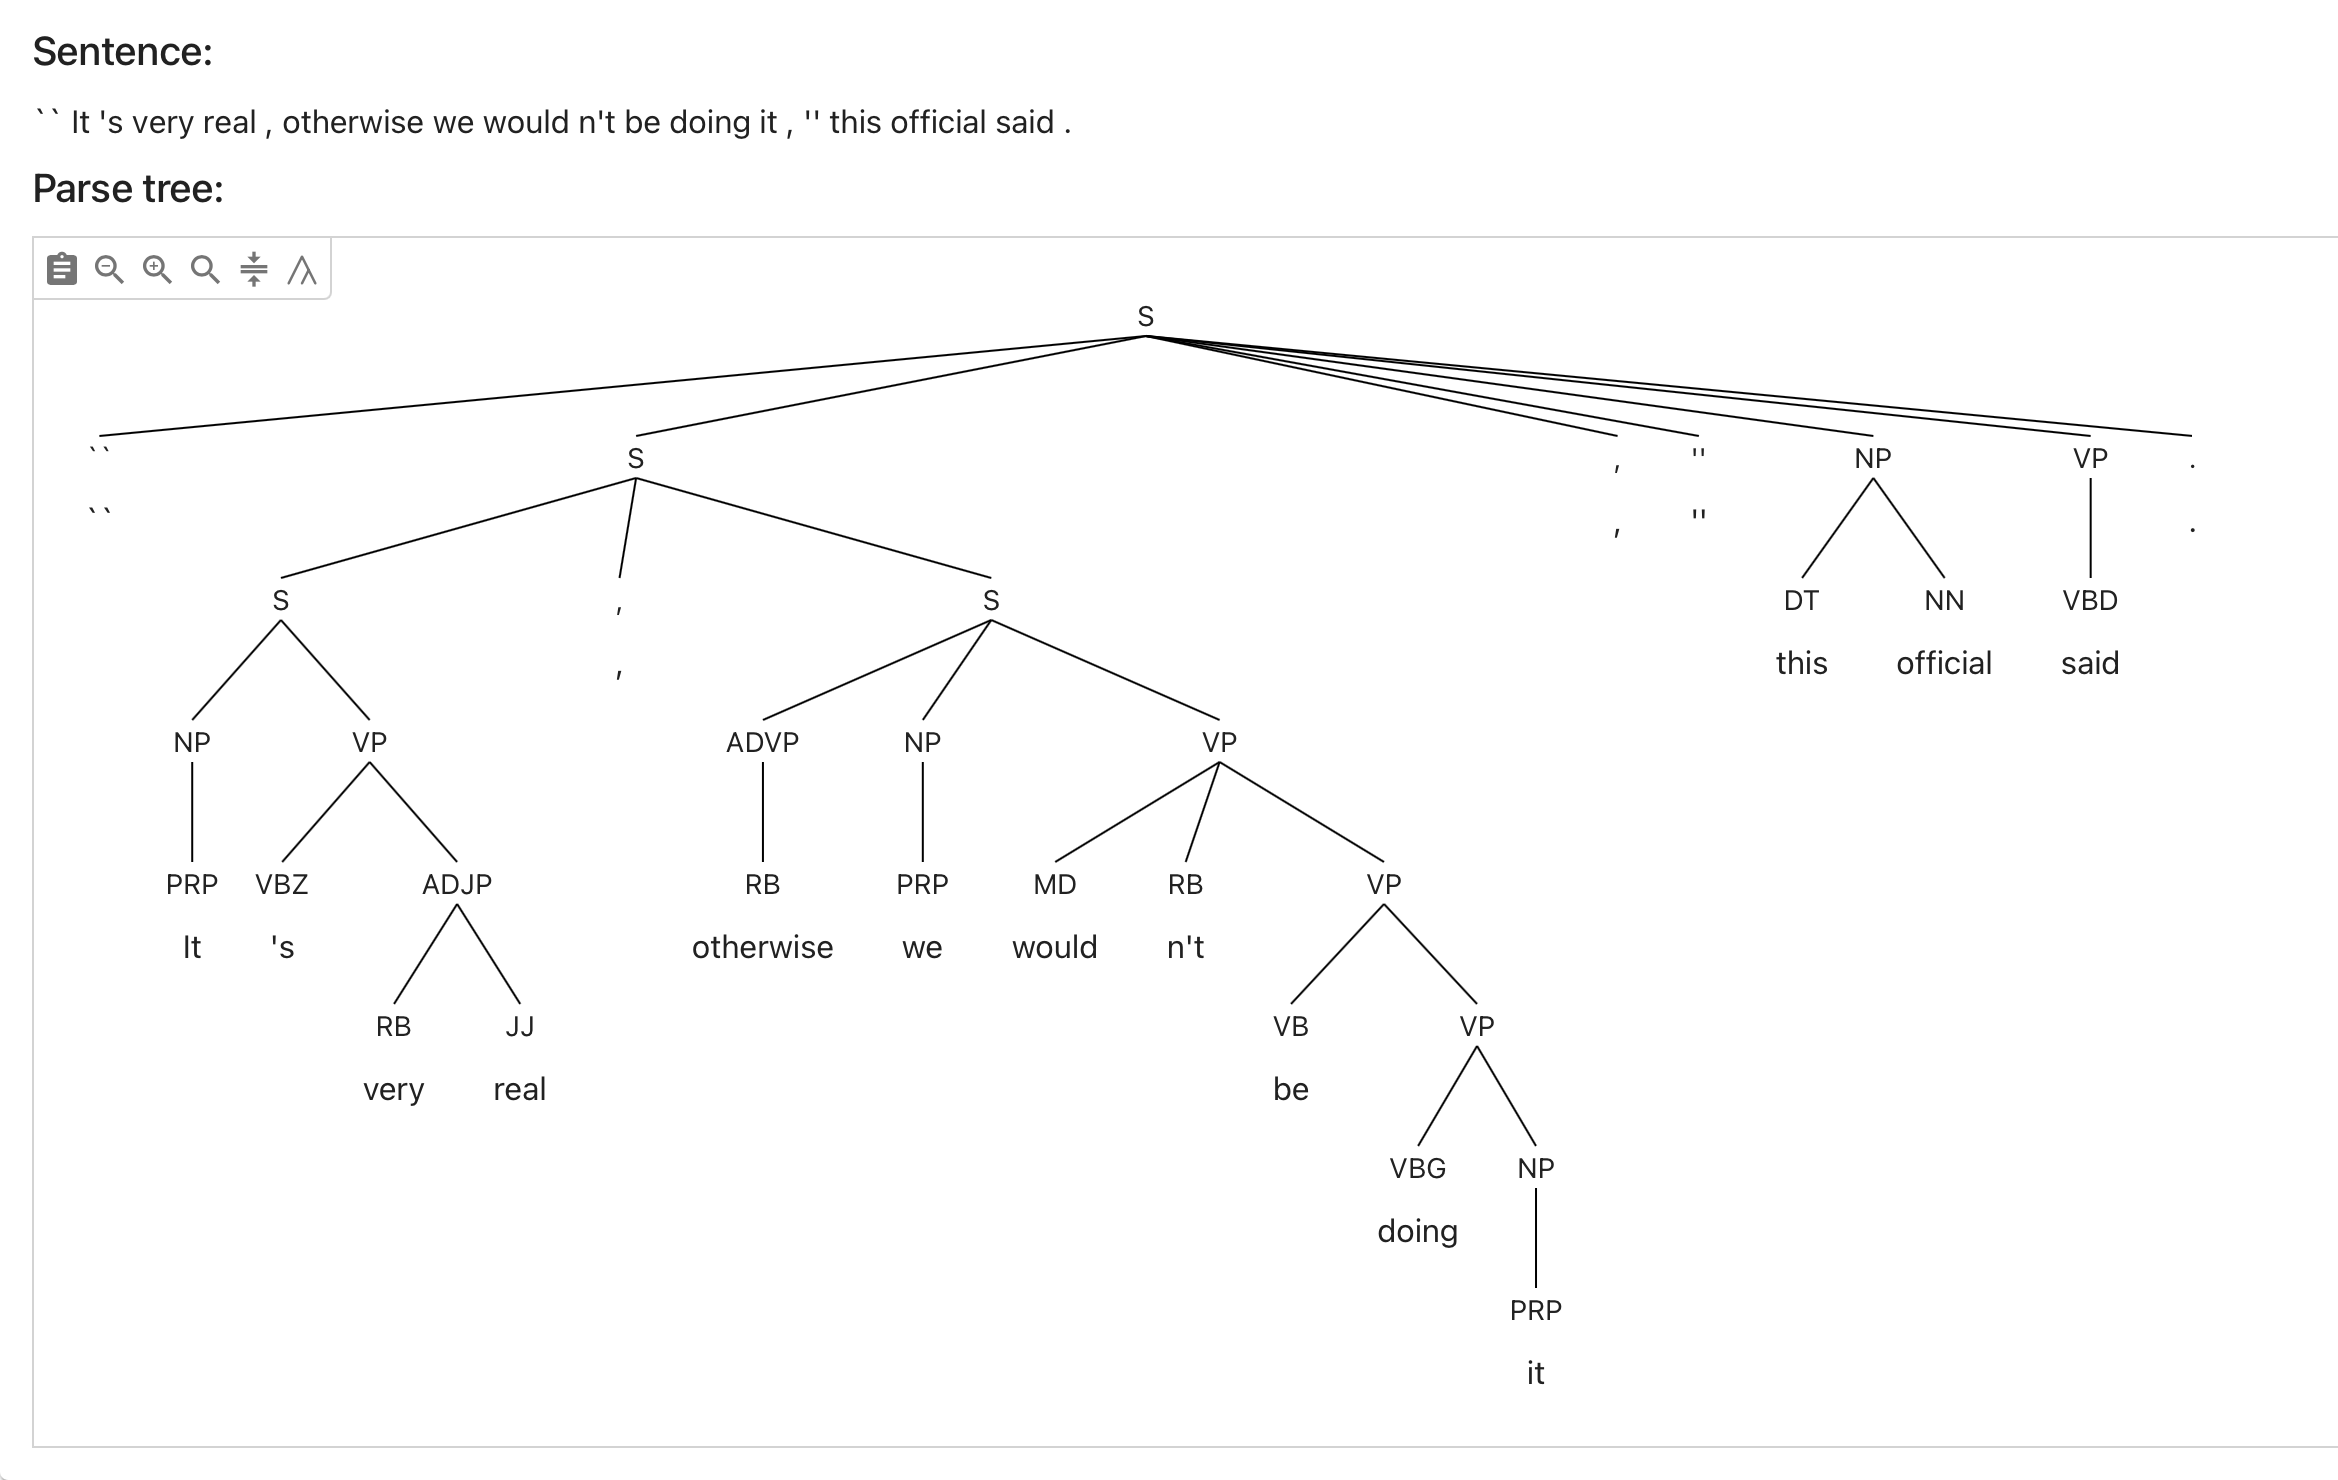 Sentence:
`` It 's very real , otherwise we would n't be doing it , '' this official said .
Parse tree:
S
`` S , '' NP VP .
`` , '' .
S , S DT NN VBD
, this official said
NP VP ADVP NP VP
PRP VBZ ADJP RB PRP MD RB VP
It 's otherwise we would n't
RB JJ VB VP
very real be
VBG NP
doing
PRP
it